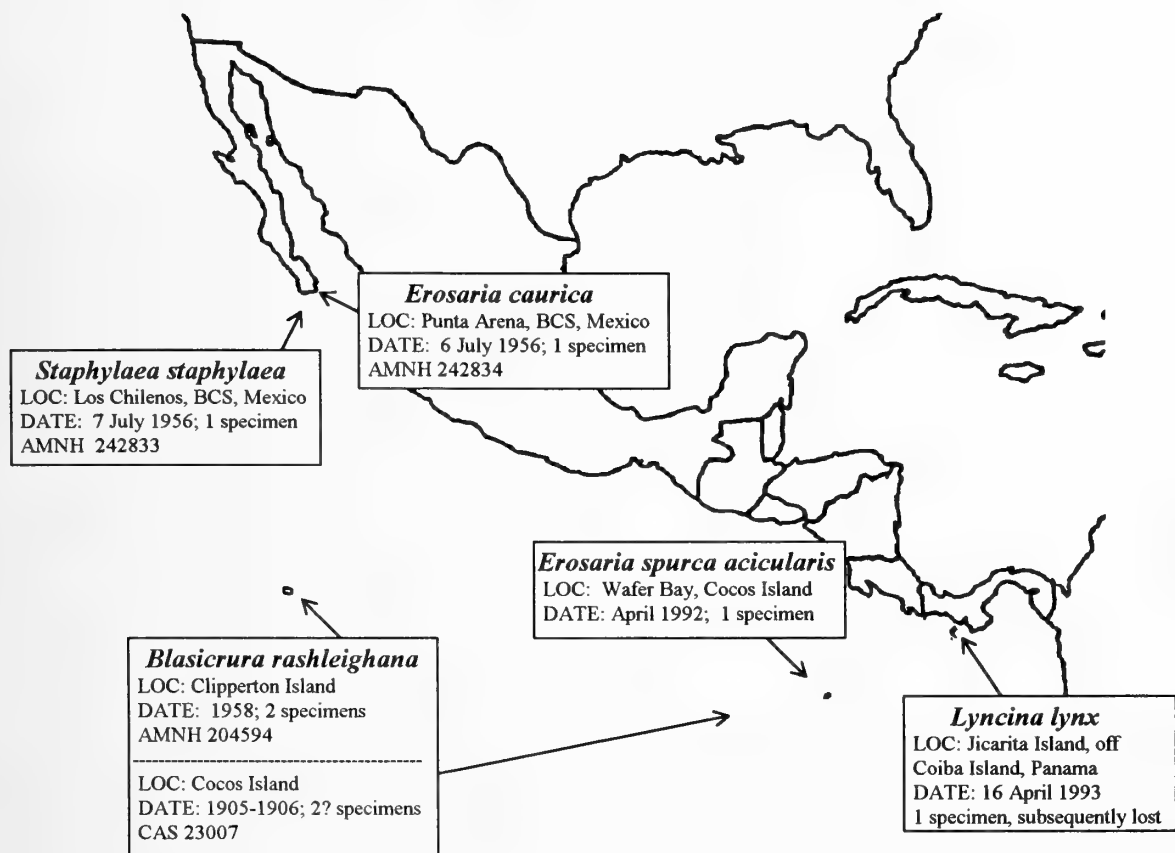 Erosaria caurica
LOC: Punta Arena, BCS, Mexico
DATE: 6 July 1956; 1 specimen
AMNH 242834
Staphylaea staphylaea
LOC: Los Chilenos, BCS, Mexico
DATE: 7 July 1956; 1 specimen
AMNH 242833
Erosaria spurca acicularis
LOC: Wafer Bay, Cocos Island
DATE: April 1992; 1 specimen
Blasicrura rashleighana
LOC: Clipperton Island
DATE: 1958; 2 specimens
AMNH 204594
LOC: Cocos Island
DATE: 1905-1906; 2? specimens
CAS 23007
Lyncina lynx
LOC: Jicarita Island, off
Coiba Island, Panama
DATE: 16 April 1993
1 specimen, subsequently lost